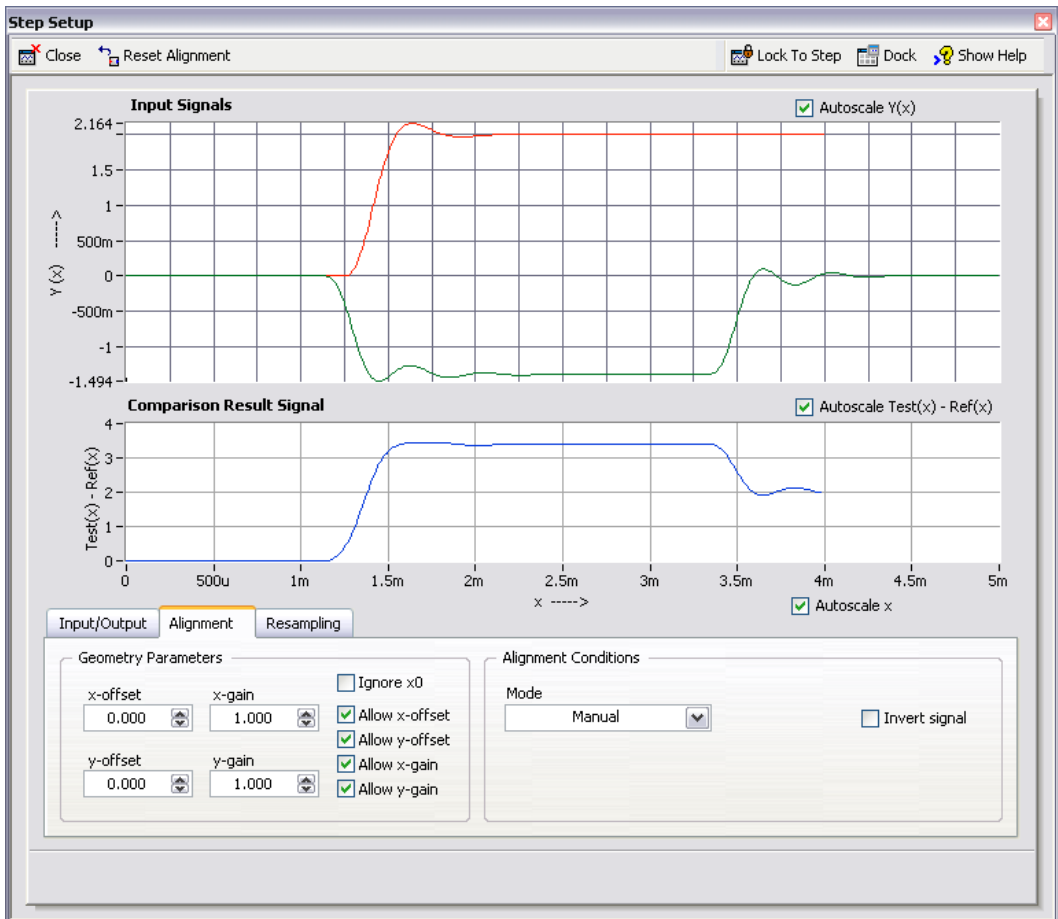 Step Setup
Close Reset Alignment Lock To Step Dock Show Help
Input Signals Autoscale Y(x)
2.164
1.5
1
500m
0
-500m
-1
-1.494
Y (x) ---->
Comparison Result Signal Autoscale Test(x) - Ref(x)
4
3
2
1
0
Test(x) - Ref(x)
0 500u 1m 1.5m 2m 2.5m 3m 3.5m 4m 4.5m 5m
x ----->
Autoscale x
Input/Output Alignment Resampling
Geometry Parameters
x-offset x-gain
0.000 1.000
y-offset y-gain
0.000 1.000
Ignore x0
Allow x-offset
Allow y-offset
Allow x-gain
Allow y-gain
Alignment Conditions
Mode
Manual
Invert signal